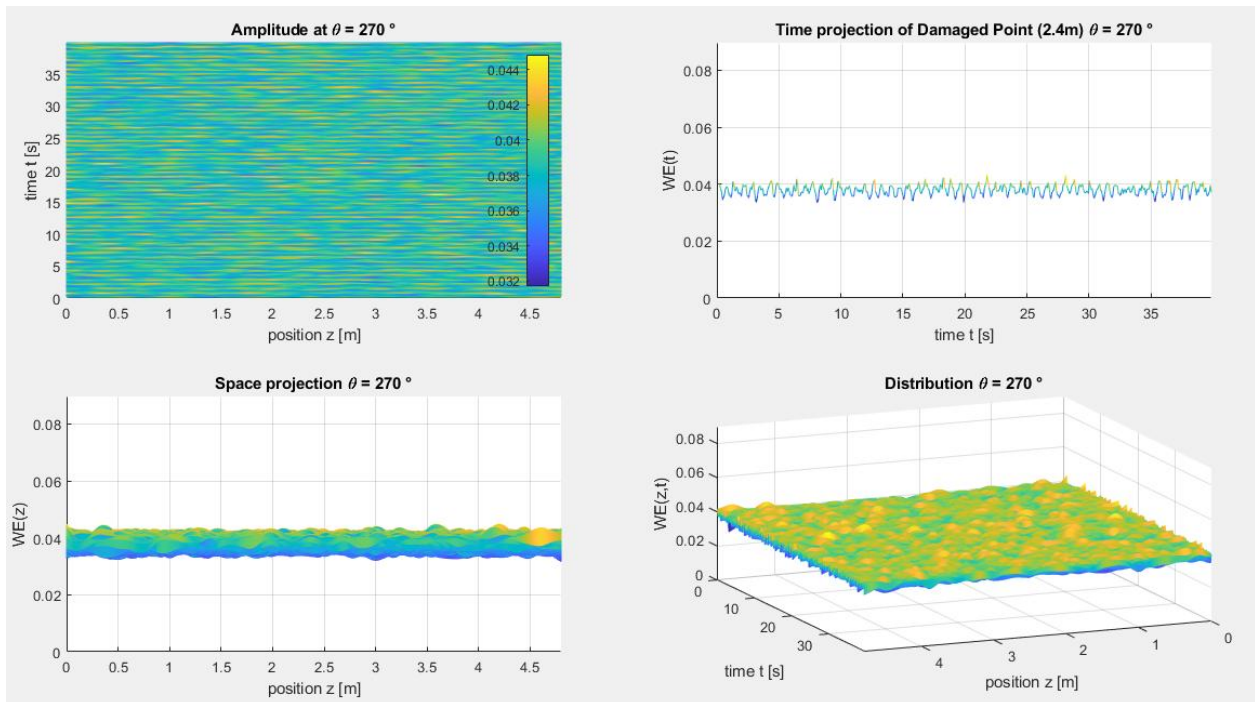 Amplitude at θ = 270 °
0.044
0.042
0.04
0.038
0.036
0.034
0.032
35
30
25
20
15
10
5
0
time t [s]
0 0.5 1 1.5 2 2.5 3 3.5 4 4.5
position z [m]
Time projection of Damaged Point (2.4m) θ = 270 °
0.08
0.06
0.04
0.02
0
WE(t)
0 5 10 15 20 25 30 35
time t [s]
Space projection θ = 270 °
0.08
0.06
0.04
0.02
0
WE(z)
0 0.5 1 1.5 2 2.5 3 3.5 4 4.5
position z [m]
Distribution θ = 270 °
0.08
0.06
0.04
0.02
0
WE(z,t)
0
10
20
30
time t [s]
4 3 2 1 0
position z [m]